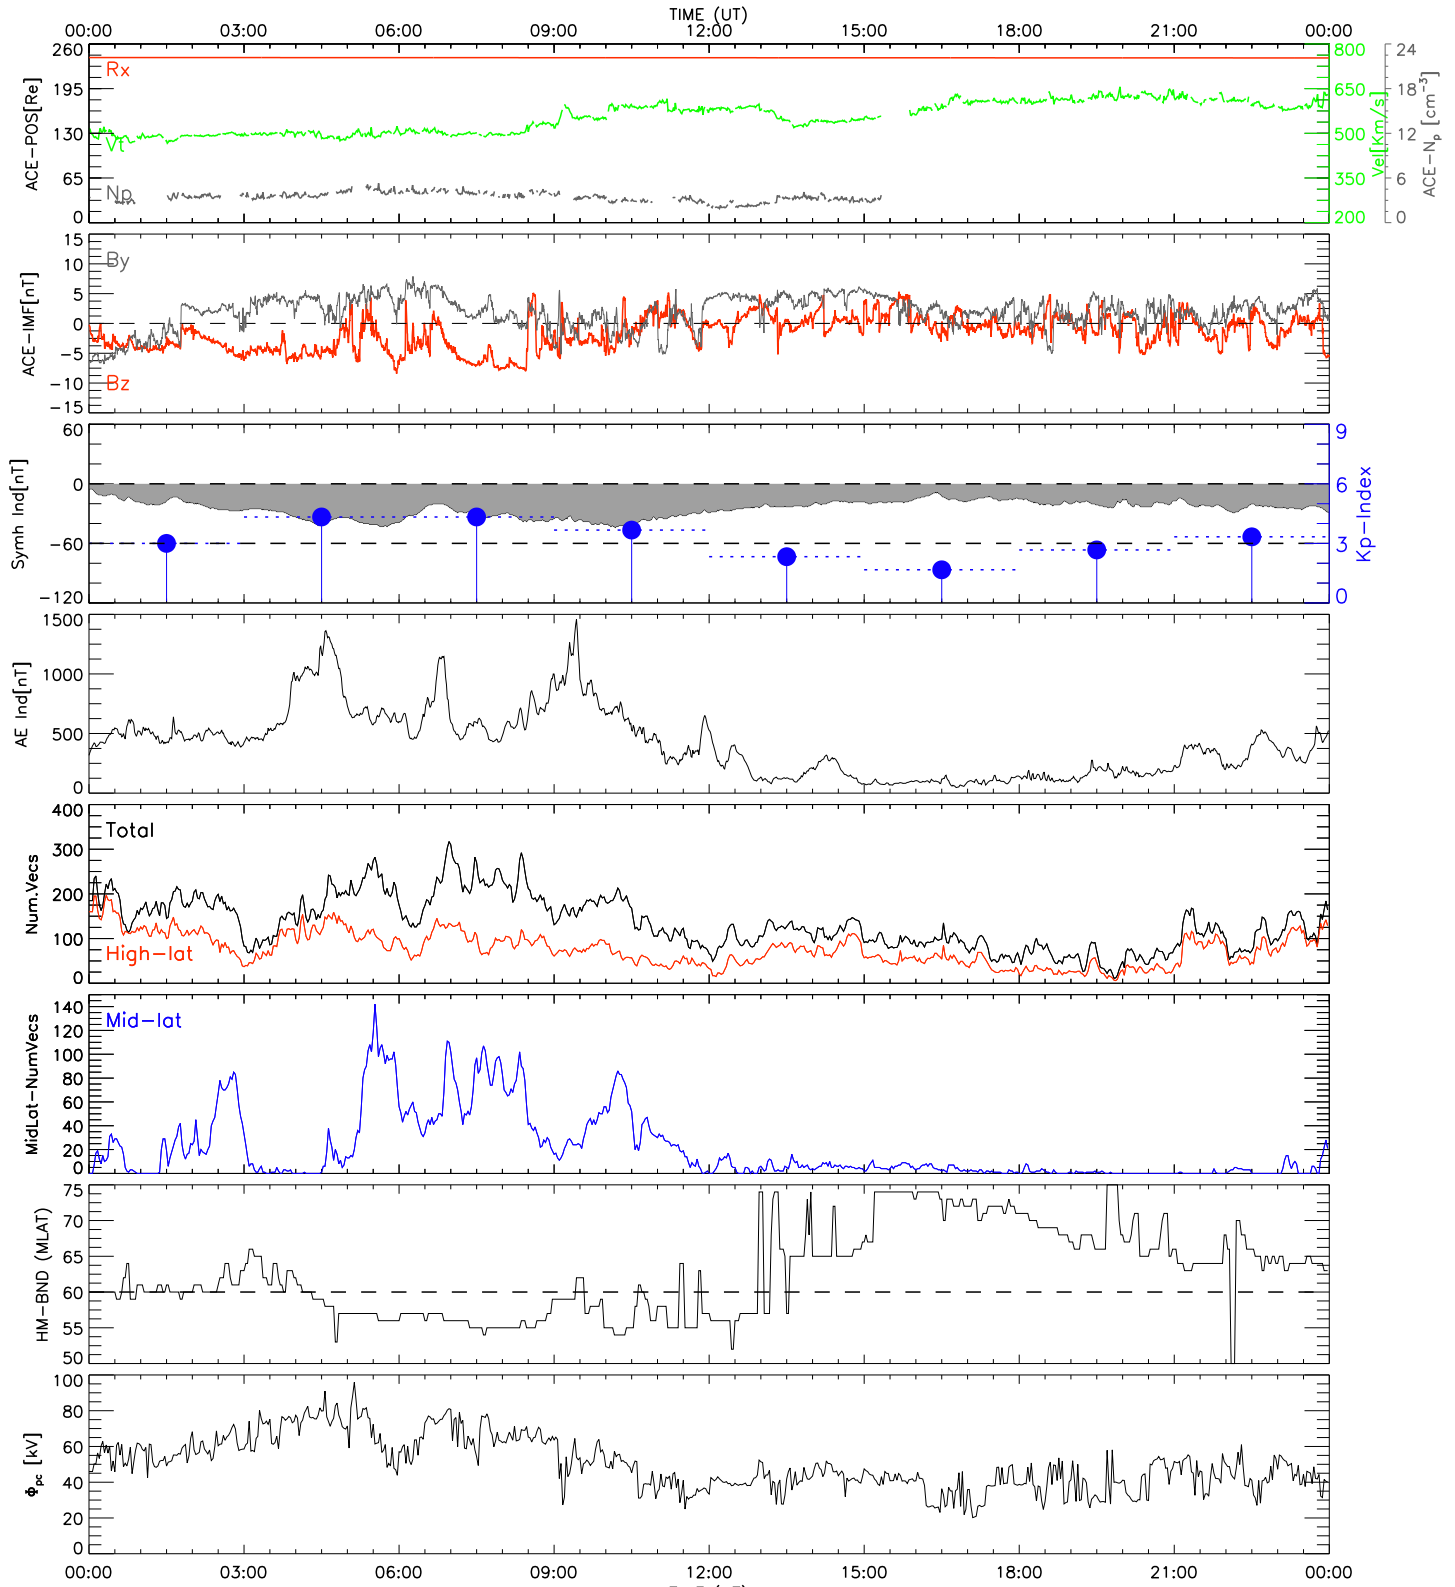 TIME (UT)
00:00 03:00 06:00 09:00 12:00 15:00 18:00 21:00 00:00
260 195 130 65 0
ACE-POS[Re]
Rx
Vt
Np
800 650 500 350 200
Vel[Km/s]
24 18 12 6 0
ACE-Np [cm⁻³]
15 10 5 0 -5 -10 -15
ACE-IMF[nT]
By
Bz
60 0 -60 -120
Symh Ind[nT]
9 6 3 0
Kp-Index
1500 1000 500 0
AE Ind[nT]
400 300 200 100 0
Num.Vecs
Total
High-lat
140 120 100 80 60 40 20 0
MidLat-NumVecs
Mid-lat
75 70 65 60 55 50
HM-BND (MLAT)
100 80 60 40 20 0
Φpc [kV]
00:00 03:00 06:00 09:00 12:00 15:00 18:00 21:00 00:00